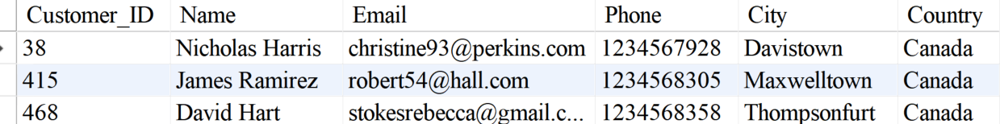 Customer_ID Name Email Phone City Country
38 Nicholas Harris christine93@perkins.com 1234567928 Davistown Canada
415 James Ramirez robert54@hall.com 1234568305 Maxwelltown Canada
468 David Hart stokesrebecca@gmail.c... 1234568358 Thompsonfurt Canada